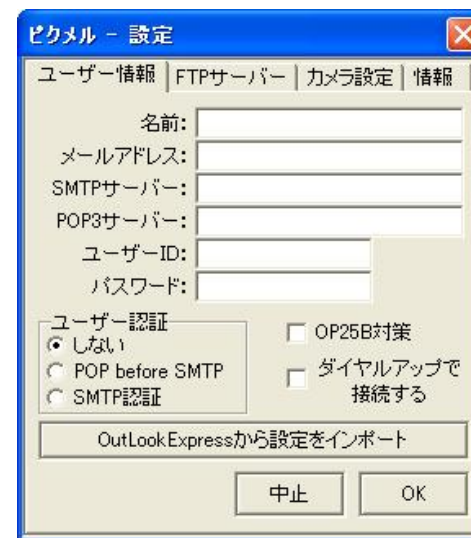 ピクメル - 設定
ユーザー情報 FTPサーバー カメラ設定 情報
名前:
メールアドレス:
SMTPサーバー:
POP3サーバー:
ユーザーID:
パスワード:
ユーザー認証
しない
POP before SMTP
SMTP認証
OP25B対策
ダイヤルアップで
接続する
OutLookExpressから設定をインポート
中止 OK